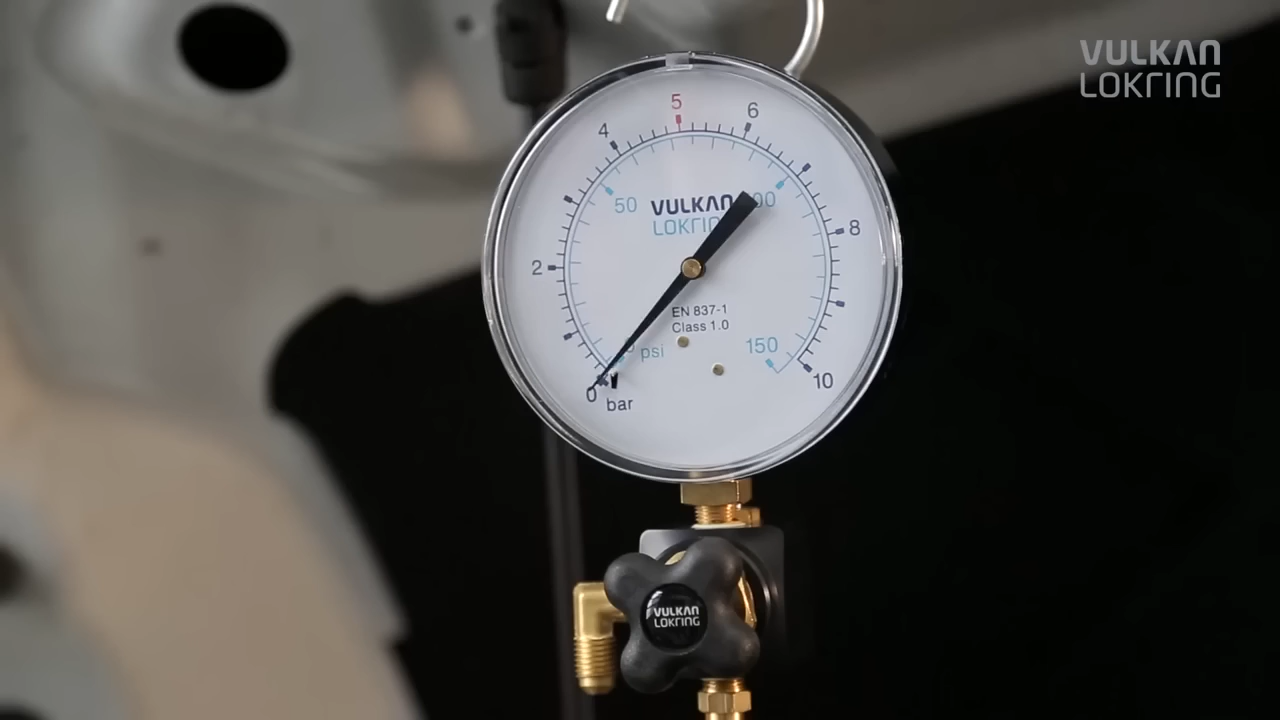 VULKAN
LOKRING
5
4
6
50
VULKAN
LOKRING
8
2
EN 837-1
Class 1.0
psi
150
0
bar
10
VULKAN
LOKRING